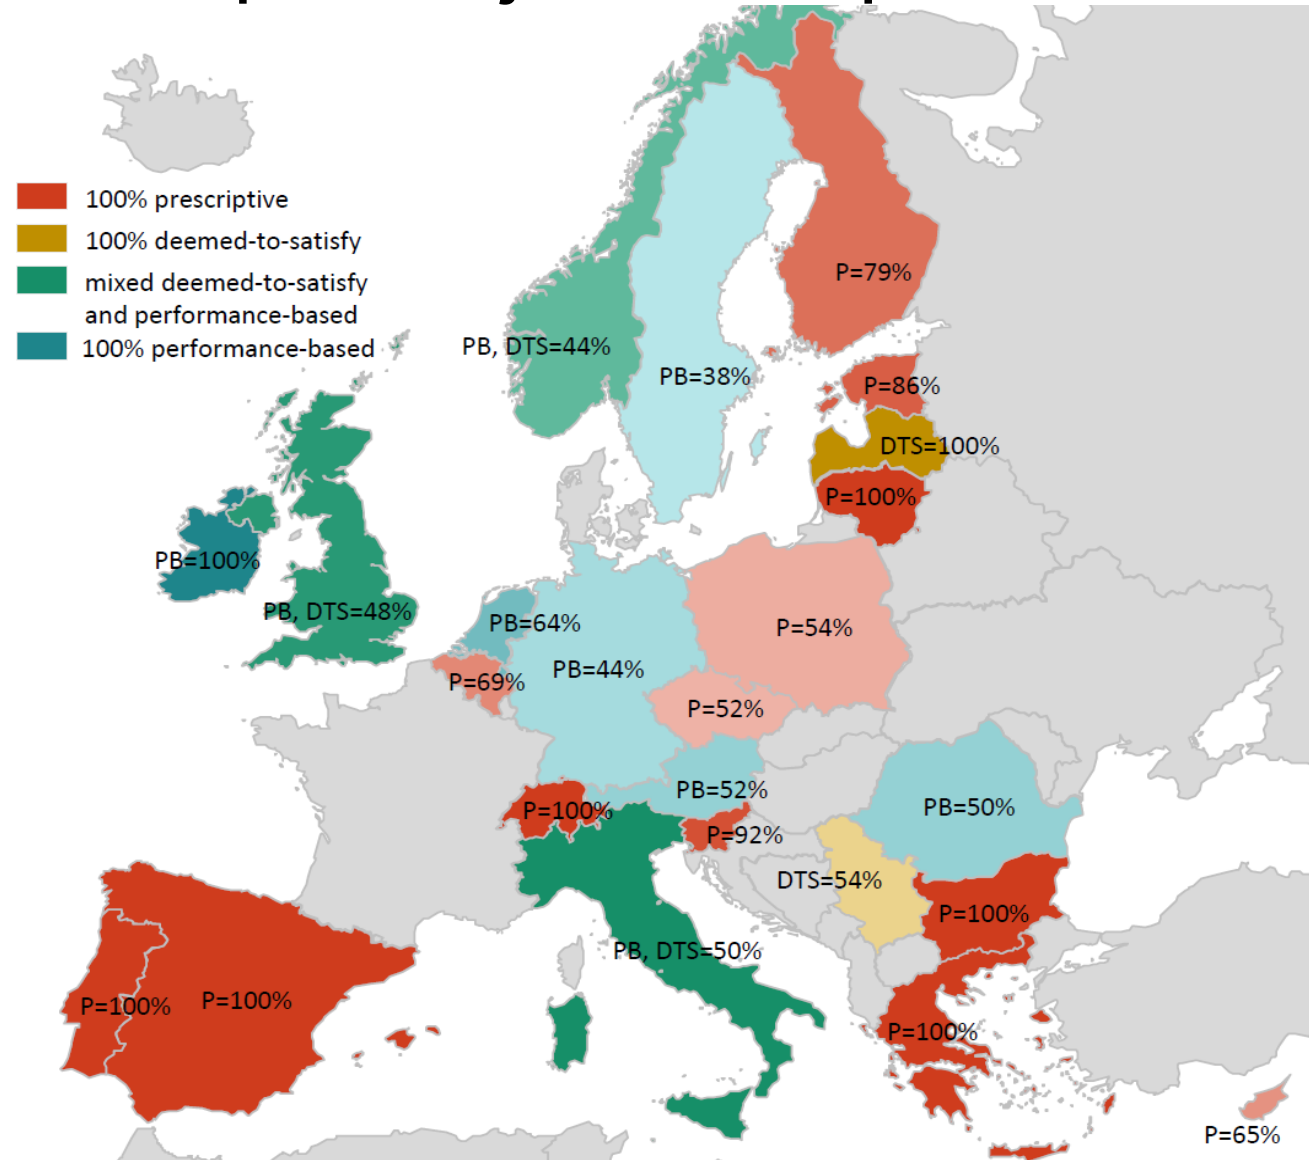 100% prescriptive
100% deemed-to-satisfy
mixed deemed-to-satisfy
and performance-based
100% performance-based
P=79%
PB, DTS=44%
PB=38%
P=86%
DTS=100%
P=100%
PB=100%
PB, DTS=48%
PB=64%
P=54%
PB=44%
P=69%
P=52%
PB=52%
PB=50%
P=100%
P=92%
DTS=54%
P=100%
PB, DTS=50%
P=100%
P=100%
P=100%
P=65%